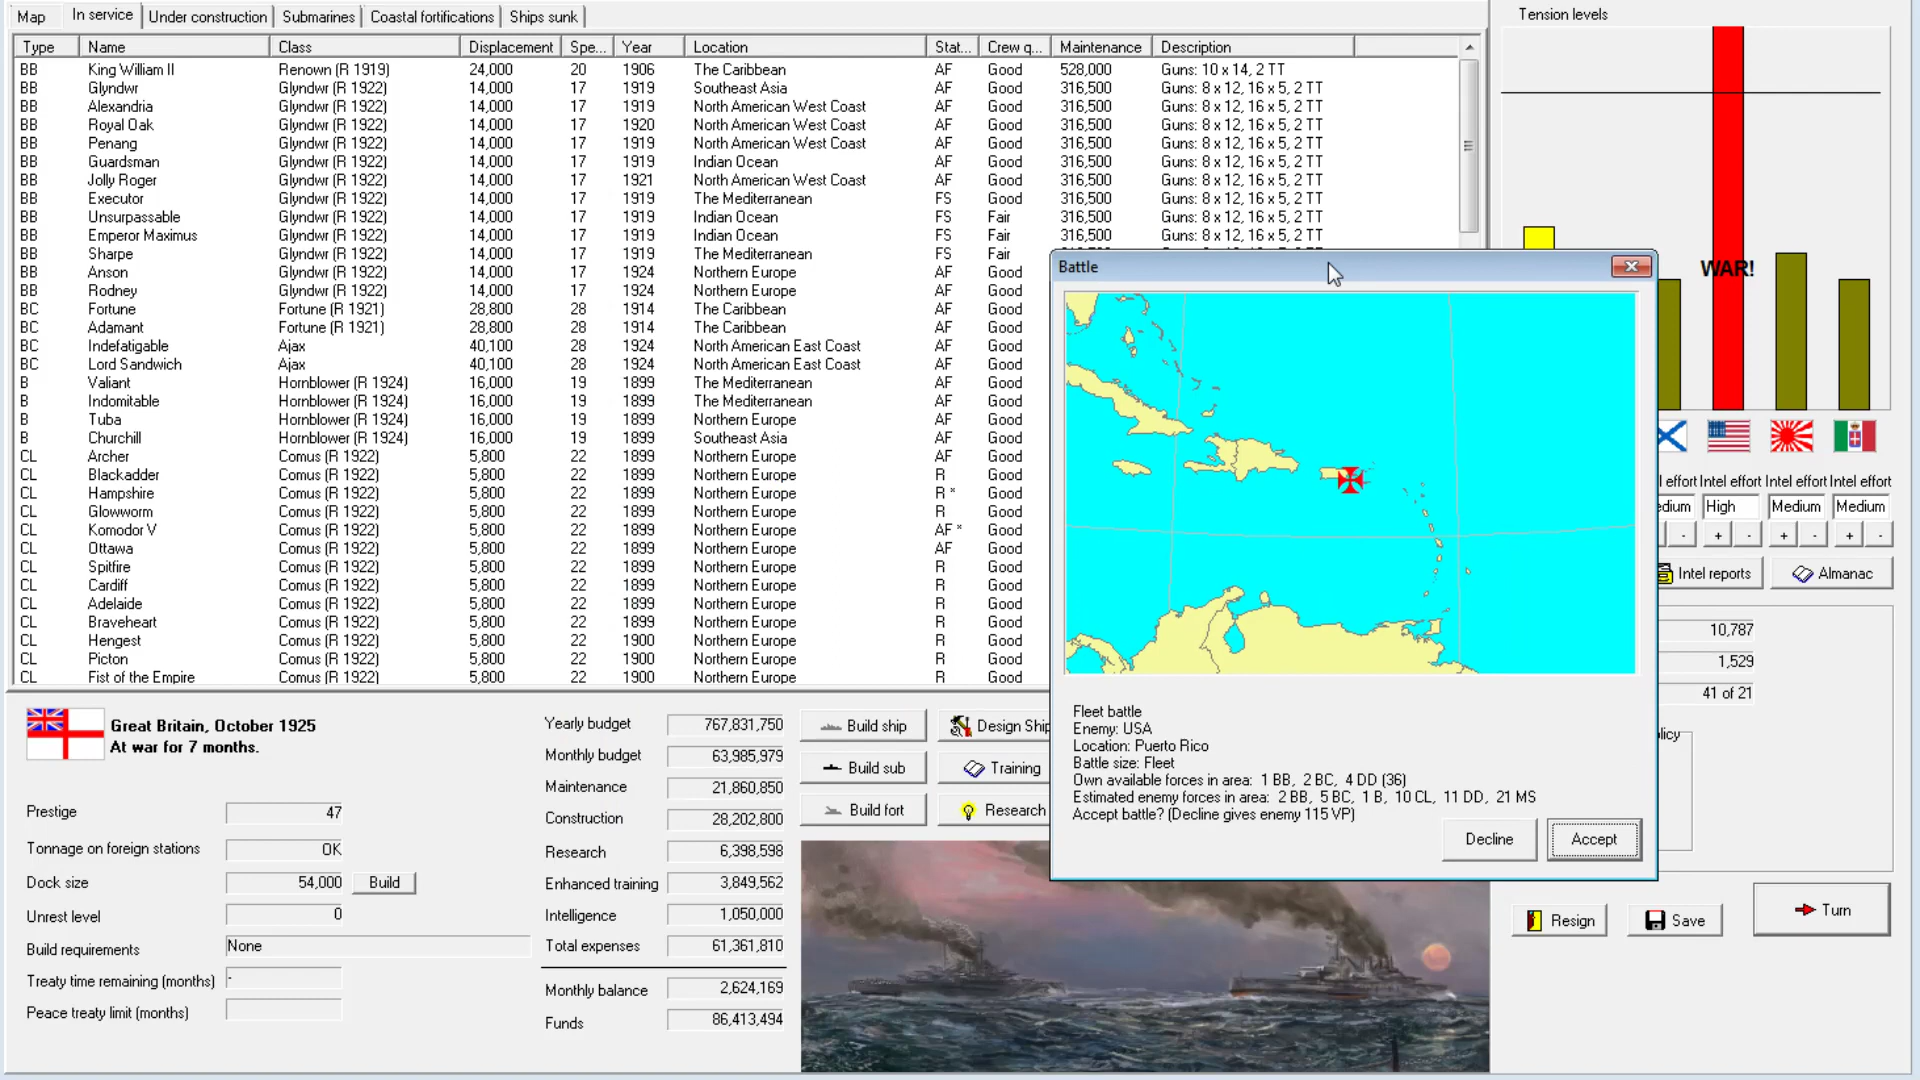 Map In service Under construction Submarines Coastal fortifications Ships sunk
Type Name Class Displacement Spe... Year Location Stat... Crew q... Maintenance Description
BB King William II Renown (R 1919) 24,000 20 1906 The Caribbean AF Good 528,000 Guns: 10 x 14, 2 TT
BB Glyndwr Glyndwr (R 1922) 14,000 17 1919 Southeast Asia AF Good 316,500 Guns: 8 x 12, 16 x 5, 2 TT
BB Alexandria Glyndwr (R 1922) 14,000 17 1919 North American West Coast AF Good 316,500 Guns: 8 x 12, 16 x 5, 2 TT
BB Royal Oak Glyndwr (R 1922) 14,000 17 1920 North American West Coast AF Good 316,500 Guns: 8 x 12, 16 x 5, 2 TT
BB Penang Glyndwr (R 1922) 14,000 17 1919 North American West Coast AF Good 316,500 Guns: 8 x 12, 16 x 5, 2 TT
BB Guardsman Glyndwr (R 1922) 14,000 17 1919 Indian Ocean AF Good 316,500 Guns: 8 x 12, 16 x 5, 2 TT
BB Jolly Roger Glyndwr (R 1922) 14,000 17 1921 North American West Coast AF Good 316,500 Guns: 8 x 12, 16 x 5, 2 TT
BB Executor Glyndwr (R 1922) 14,000 17 1919 The Mediterranean FS Good 316,500 Guns: 8 x 12, 16 x 5, 2 TT
BB Unsurpassable Glyndwr (R 1922) 14,000 17 1919 Indian Ocean FS Fair 316,500 Guns: 8 x 12, 16 x 5, 2 TT
BB Emperor Maximus Glyndwr (R 1922) 14,000 17 1919 Indian Ocean FS Fair 316,500 Guns: 8 x 12, 16 x 5, 2 TT
BB Sharpe Glyndwr (R 1922) 14,000 17 1919 The Mediterranean FS Fair
BB Anson Glyndwr (R 1922) 14,000 17 1924 Northern Europe AF Good
BB Rodney Glyndwr (R 1922) 14,000 17 1924 Northern Europe AF Good
BC Fortune Fortune (R 1921) 28,800 28 1914 The Caribbean AF Good
BC Adamant Fortune (R 1921) 28,800 28 1914 The Caribbean AF Good
BC Indefatigable Ajax 40,100 28 1924 North American East Coast AF Good
BC Lord Sandwich Ajax 40,100 28 1924 North American East Coast AF Good
B Valiant Hornblower (R 1924) 16,000 19 1899 The Mediterranean AF Good
B Indomitable Hornblower (R 1924) 16,000 19 1899 The Mediterranean AF Good
B Tuba Hornblower (R 1924) 16,000 19 1899 Northern Europe AF Good
B Churchill Hornblower (R 1924) 16,000 19 1899 Southeast Asia AF Good
CL Archer Comus (R 1922) 5,800 22 1899 Northern Europe AF Good
CL Blackadder Comus (R 1922) 5,800 22 1899 Northern Europe R Good
CL Hampshire Comus (R 1922) 5,800 22 1899 Northern Europe R * Good
CL Glowworm Comus (R 1922) 5,800 22 1899 Northern Europe R Good
CL Komodor V Comus (R 1922) 5,800 22 1899 Northern Europe AF * Good
CL Ottawa Comus (R 1922) 5,800 22 1899 Northern Europe AF Good
CL Spitfire Comus (R 1922) 5,800 22 1899 Northern Europe R Good
CL Cardiff Comus (R 1922) 5,800 22 1899 Northern Europe R Good
CL Adelaide Comus (R 1922) 5,800 22 1899 Northern Europe R Good
CL Braveheart Comus (R 1922) 5,800 22 1899 Northern Europe R Good
CL Hengest Comus (R 1922) 5,800 22 1900 Northern Europe R Good
CL Picton Comus (R 1922) 5,800 22 1900 Northern Europe R Good
CL Fist of the Empire Comus (R 1922) 5,800 22 1900 Northern Europe R Good
Tension levels
WAR!
Intel effort Intel effort Intel effort
High Medium Medium
- + - + - + -
Intel reports Almanac
10,787
1,529
41 of 21
Battle
Fleet battle
Enemy: USA
Location: Puerto Rico
Battle size: Fleet
Own available forces in area: 1 BB, 2 BC, 4 DD (36)
Estimated enemy forces in area: 2 BB, 5 BC, 1 B, 10 CL, 11 DD, 21 MS
Accept battle? (Decline gives enemy 115 VP)
Decline Accept
Great Britain, October 1925
At war for 7 months.
Prestige 47
Tonnage on foreign stations OK
Dock size 54,000 Build
Unrest level 0
Build requirements None
Treaty time remaining (months) -
Peace treaty limit (months)
Yearly budget 767,831,750
Monthly budget 63,985,979
Maintenance 21,860,850
Construction 28,202,800
Research 6,398,598
Enhanced training 3,849,562
Intelligence 1,050,000
Total expenses 61,361,810
Monthly balance 2,624,169
Funds 86,413,494
Build ship Design Ship
Build sub Training
Build fort Research
Resign Save Turn